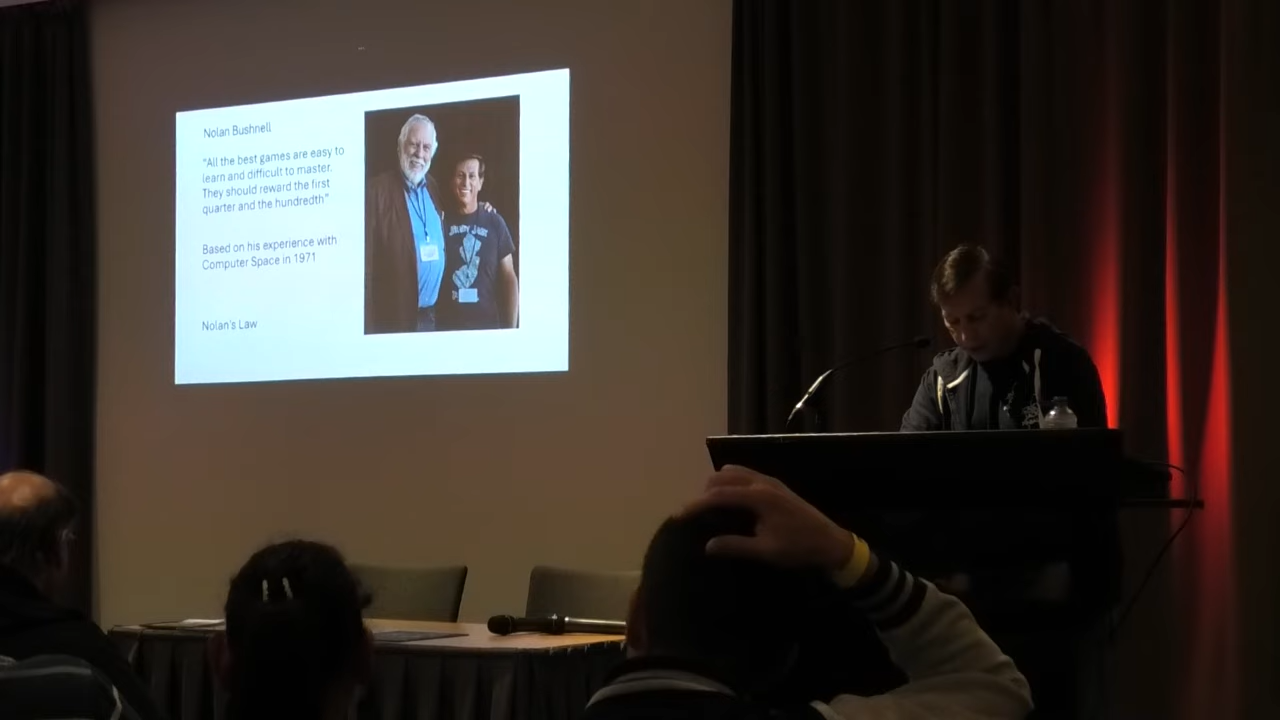 Nolan Bushnell
"All the best games are easy to
learn and difficult to master.
They should reward the first
quarter and the hundredth"
Based on his experience with
Computer Space in 1971
Nolan's Law